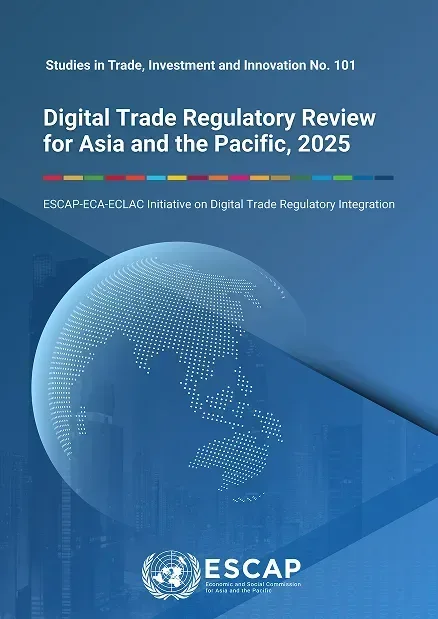 Studies in Trade, Investment and Innovation No. 101
Digital Trade Regulatory Review
for Asia and the Pacific, 2025
ESCAP-ECA-ECLAC Initiative on Digital Trade Regulatory Integration
ESCAP
Economic and Social Commission
for Asia and the Pacific